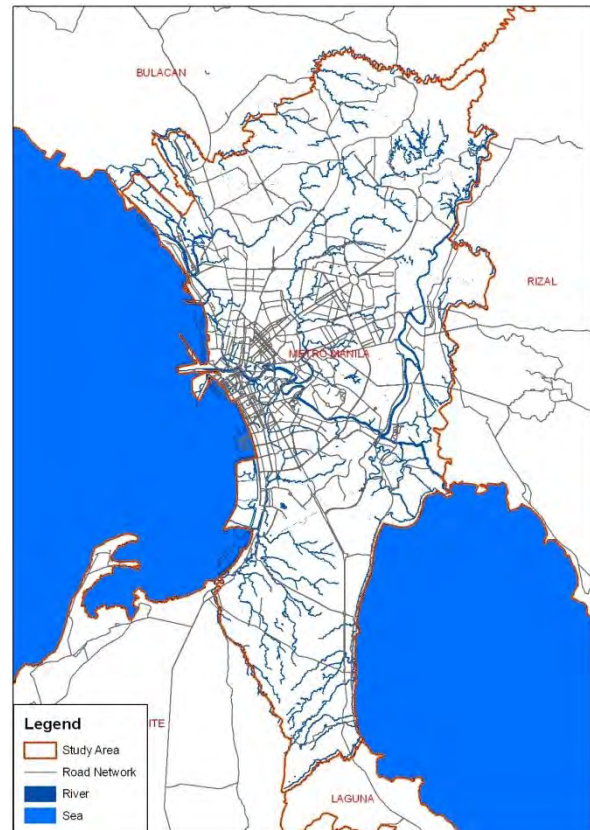 BULACAN
RIZAL
METRO MANILA
ITE
LAGUNA
Legend
Study Area
Road Network
River
Sea